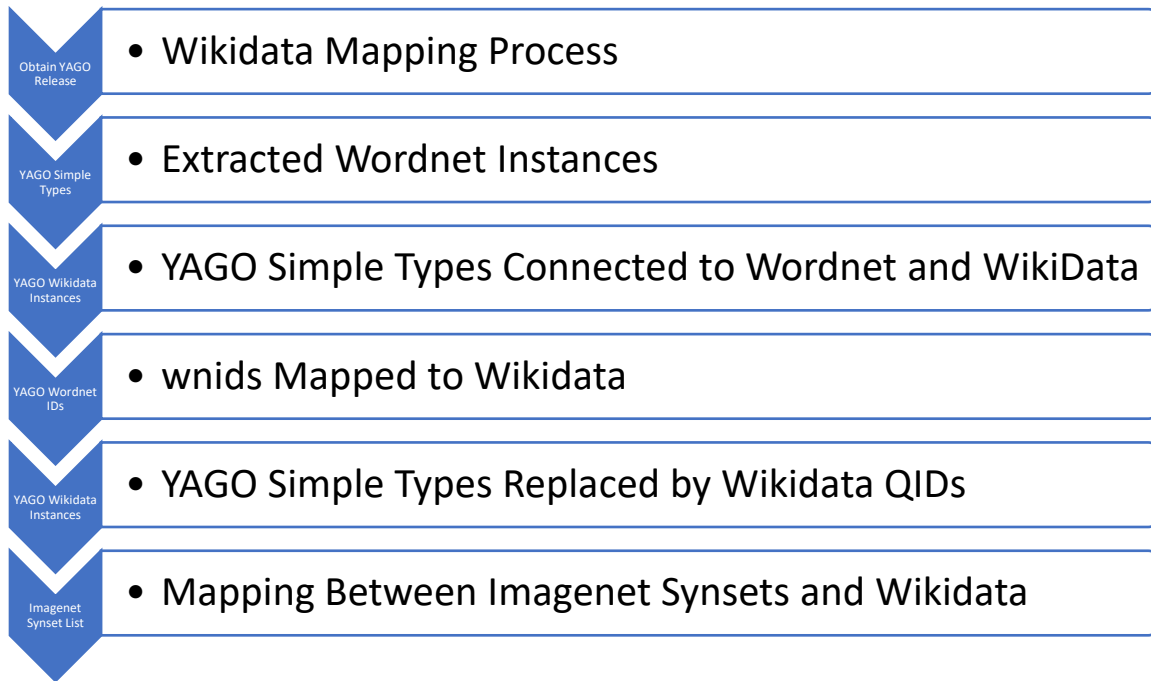 Obtain YAGO
Release
• Wikidata Mapping Process
YAGO Simple
Types
• Extracted Wordnet Instances
YAGO Wikidata
Instances
• YAGO Simple Types Connected to Wordnet and WikiData
YAGO Wordnet
IDs
• wnids Mapped to Wikidata
YAGO Wikidata
Instances
• YAGO Simple Types Replaced by Wikidata QIDs
Imagenet
Synset List
• Mapping Between Imagenet Synsets and Wikidata